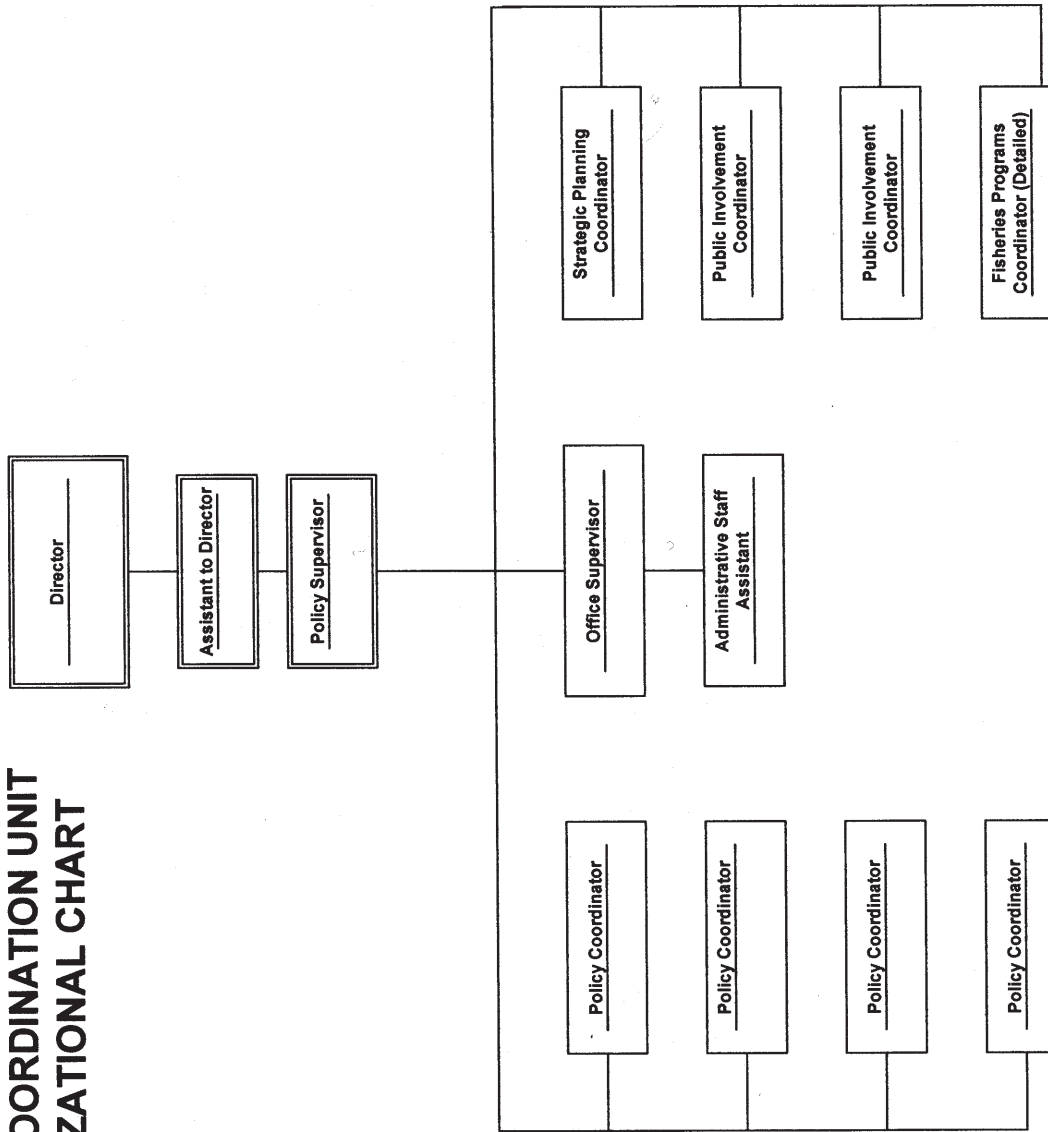 OORDINATION UNIT
ZATIONAL CHART
Director
Assistant to Director
Policy Supervisor
Office Supervisor
Administrative Staff
Assistant
Policy Coordinator
Policy Coordinator
Policy Coordinator
Policy Coordinator
Strategic Planning
Coordinator
Public Involvement
Coordinator
Public Involvement
Coordinator
Fisheries Programs
Coordinator (Detailed)